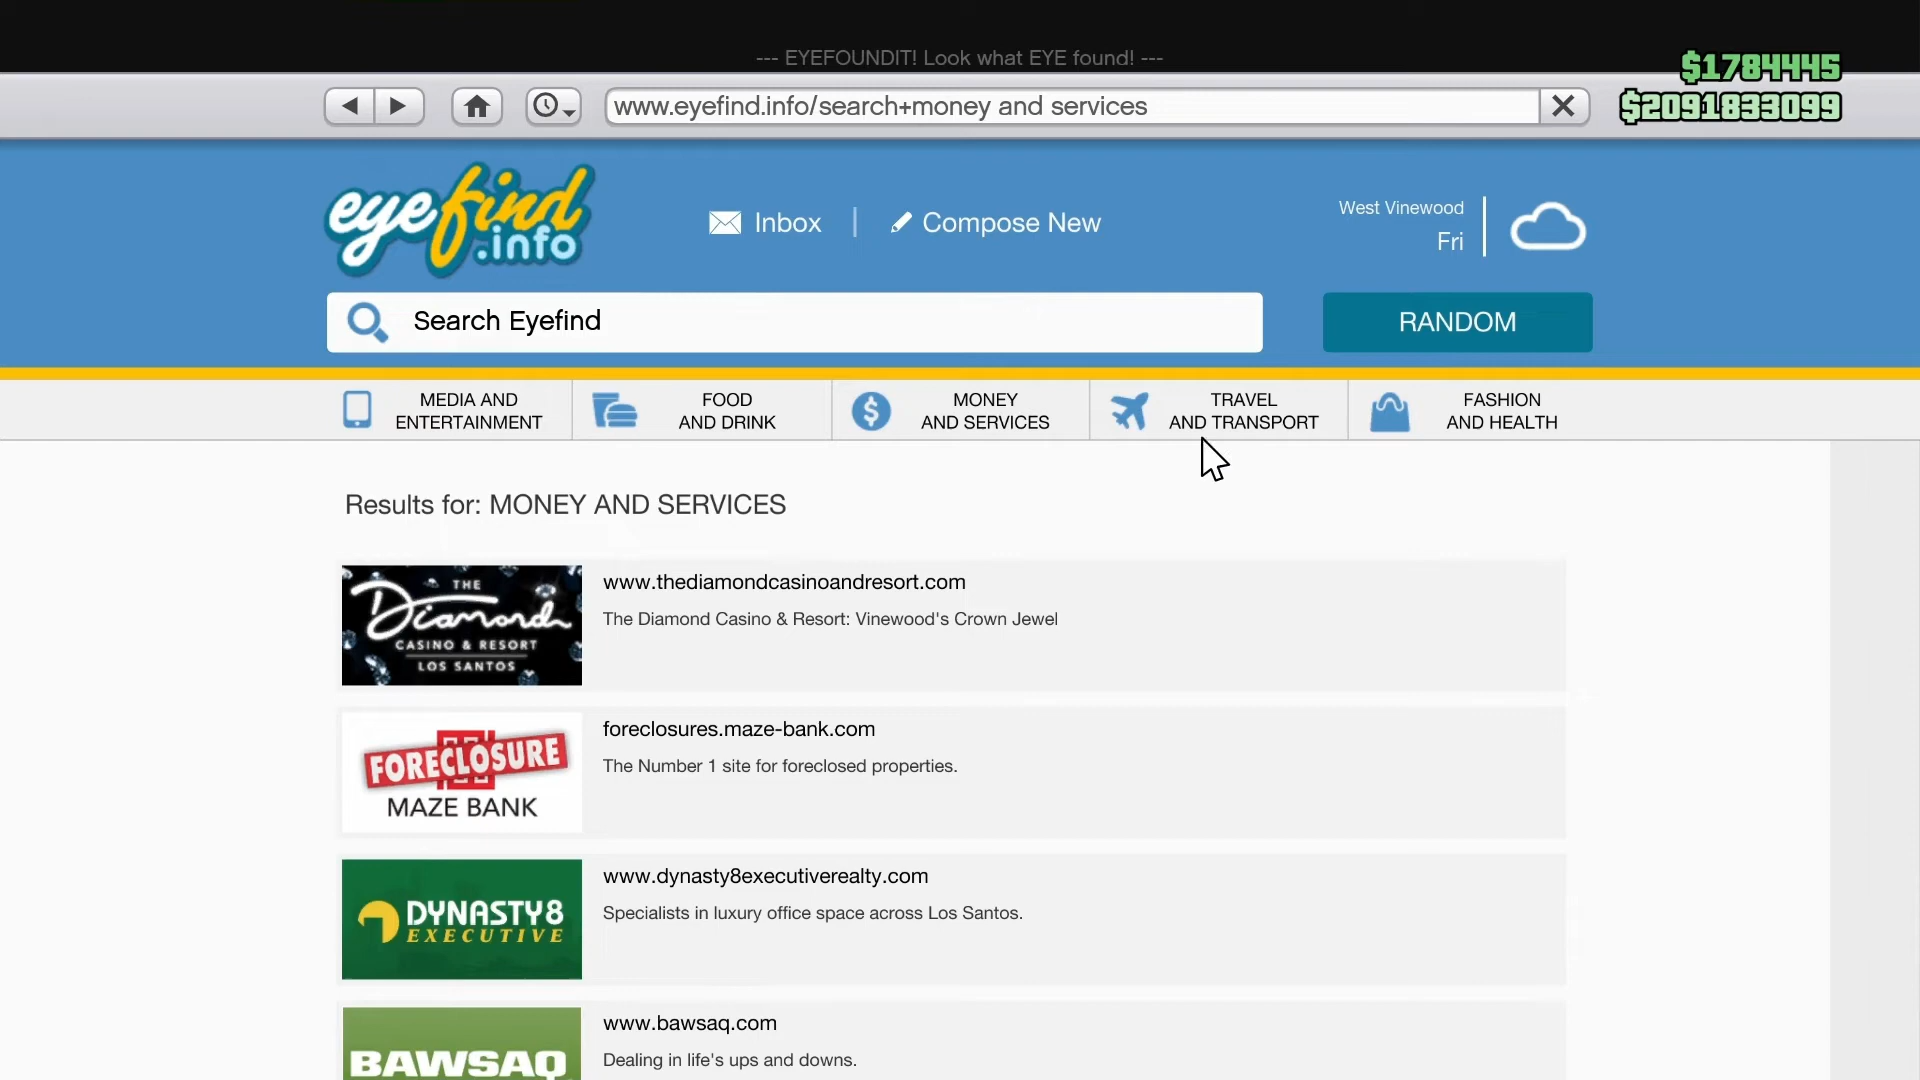 --- EYEFOUNDIT! Look what EYE found! ---
$1784445
www.eyefind.info/search+money and services
$2091833099
eyefind
.info
Inbox
Compose New
West Vinewood
Fri
Search Eyefind
RANDOM
MEDIA AND
ENTERTAINMENT
FOOD
AND DRINK
MONEY
AND SERVICES
TRAVEL
AND TRANSPORT
FASHION
AND HEALTH
Results for: MONEY AND SERVICES
THE
Diamond
CASINO & RESORT
LOS SANTOS
www.thediamondcasinoandresort.com
The Diamond Casino & Resort: Vinewood's Crown Jewel
FORECLOSURE
MAZE BANK
foreclosures.maze-bank.com
The Number 1 site for foreclosed properties.
DYNASTY8
EXECUTIVE
www.dynasty8executiverealty.com
Specialists in luxury office space across Los Santos.
BAWSAQ
www.bawsaq.com
Dealing in life's ups and downs.